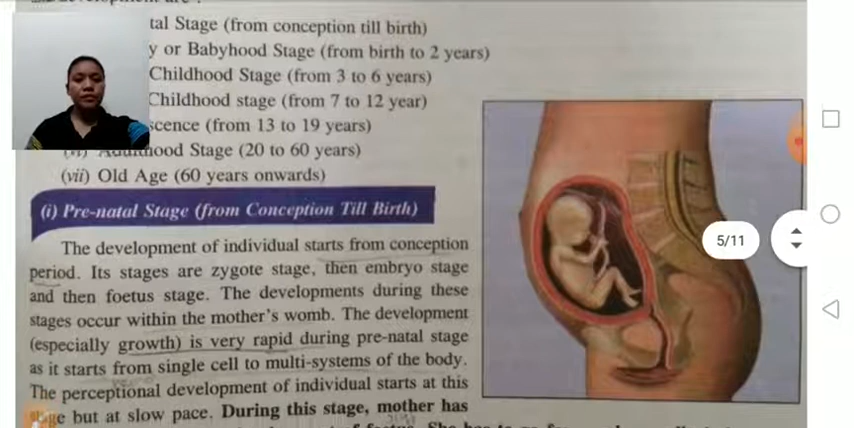 tal Stage (from conception till birth)
y or Babyhood Stage (from birth to 2 years)
Childhood Stage (from 3 to 6 years)
Childhood stage (from 7 to 12 year)
scence (from 13 to 19 years)
hood Stage (20 to 60 years)
(vii) Old Age (60 years onwards)
(i) Pre-natal Stage (from Conception Till Birth)
The development of individual starts from conception
period. Its stages are zygote stage, then embryo stage
and then foetus stage. The developments during these
stages occur within the mother's womb. The development
(especially growth) is very rapid during pre-natal stage
as it starts from single cell to multi-systems of the body.
The perceptional development of individual starts at this
but at slow pace. During this stage, mother has
5/11